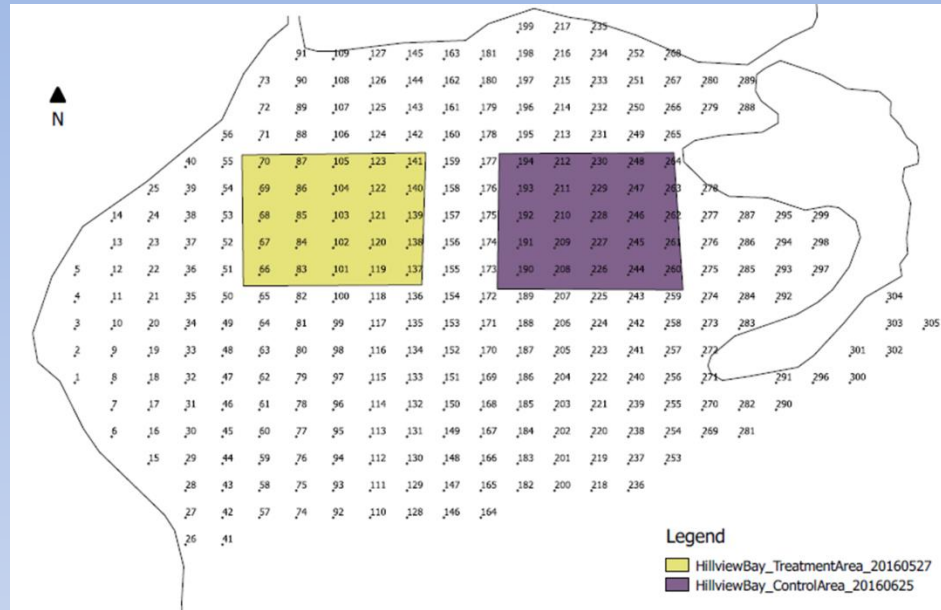 199 217 235
91 109 127 145 163 181 198 216 234 252 268
73 90 108 126 144 162 180 197 215 233 251 267 280 289
N 72 89 107 125 143 161 179 196 214 232 250 266 279 288
56 71 88 106 124 142 160 178 195 213 231 249 265
40 55 70 87 105 123 141 159 177 194 212 230 248 264
25 39 54 69 86 104 122 140 158 176 193 211 229 247 263 278
14 24 38 53 68 85 103 121 139 157 175 192 210 228 246 262 277 287 295 299
13 23 37 52 67 84 102 120 138 156 174 191 209 227 245 261 276 286 294 298
5 12 22 36 51 66 83 101 119 137 155 173 190 208 226 244 260 275 285 293 297
4 11 21 35 50 65 82 100 118 136 154 172 189 207 225 243 259 274 284 292 304
3 10 20 34 49 64 81 99 117 135 153 171 188 206 224 242 258 273 283 303 305
2 9 19 33 48 63 80 98 116 134 152 170 187 205 223 241 257 272 301 302
1 8 18 32 47 62 79 97 115 133 151 169 186 204 222 240 256 271 291 296 300
7 17 31 46 61 78 96 114 132 150 168 185 203 221 239 255 270 282 290
6 16 30 45 60 77 95 113 131 149 167 184 202 220 238 254 269 281
15 29 44 59 76 94 112 130 148 166 183 201 219 237 253
28 43 58 75 93 111 129 147 165 182 200 218 236
27 42 57 74 92 110 128 146 164
26 41
Legend
HillviewBay_TreatmentArea_20160527
HillviewBay_ControlArea_20160625